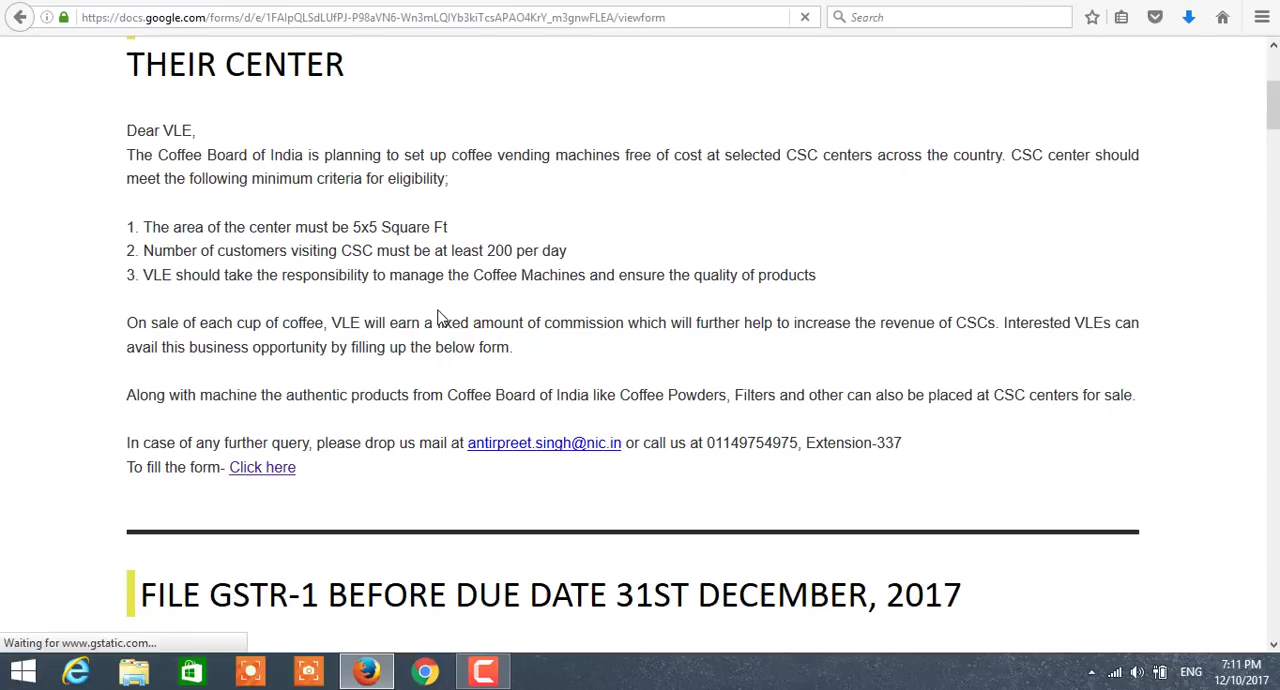 https://docs.google.com/forms/d/e/1FAIpQLSdLUfPJ-P98aVN6-Wn3mLQIYb3kiTcsAPAO4KrY_m3gnwFLEA/viewform
Search
THEIR CENTER
Dear VLE,
The Coffee Board of India is planning to set up coffee vending machines free of cost at selected CSC centers across the country. CSC center should
meet the following minimum criteria for eligibility;
1. The area of the center must be 5x5 Square Ft
2. Number of customers visiting CSC must be at least 200 per day
3. VLE should take the responsibility to manage the Coffee Machines and ensure the quality of products
On sale of each cup of coffee, VLE will earn a fixed amount of commission which will further help to increase the revenue of CSCs. Interested VLEs can
avail this business opportunity by filling up the below form.
Along with machine the authentic products from Coffee Board of India like Coffee Powders, Filters and other can also be placed at CSC centers for sale.
In case of any further query, please drop us mail at antirpreet.singh@nic.in or call us at 01149754975, Extension-337
To fill the form- Click here
FILE GSTR-1 BEFORE DUE DATE 31ST DECEMBER, 2017
Waiting for www.gstatic.com...
ENG
7:11 PM
12/10/2017